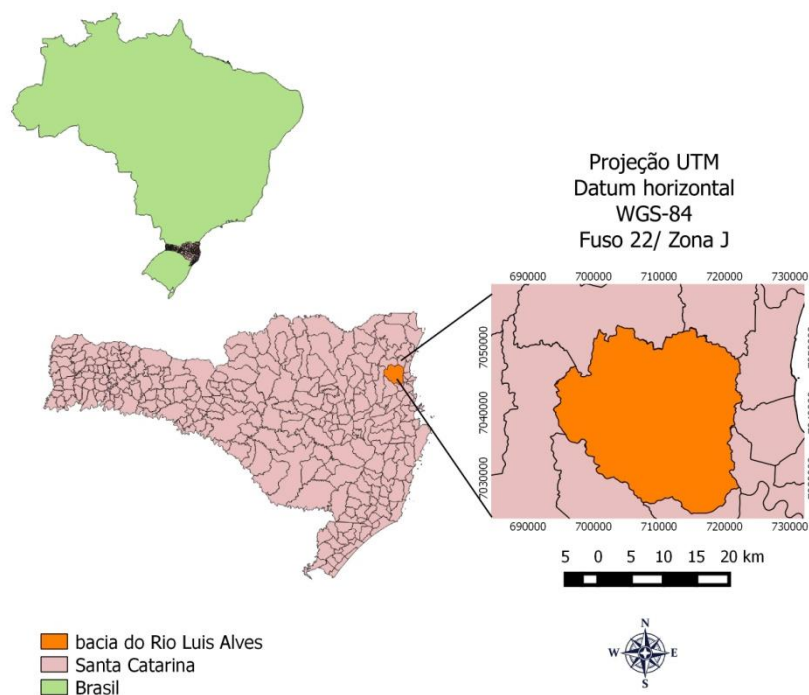 Projeção UTM
Datum horizontal
WGS-84
Fuso 22/ Zona J
690000 700000 710000 720000 730000
7050000
7040000
7030000
690000 700000 710000 720000 730000
5 0 5 10 15 20 km
bacia do Rio Luis Alves
Santa Catarina
Brasil
N
W E
S